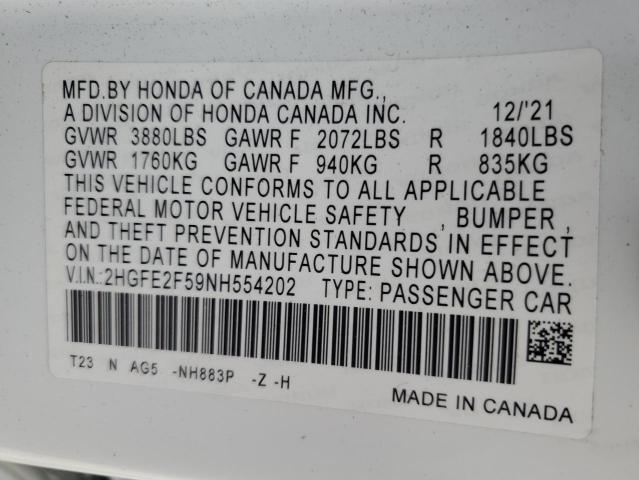 MFD.BY HONDA OF CANADA MFG.,
A DIVISION OF HONDA CANADA INC. 12/'21
GVWR 3880LBS GAWR F 2072LBS R 1840LBS
GVWR 1760KG GAWR F 940KG R 835KG
THIS VEHICLE CONFORMS TO ALL APPLICABLE
FEDERAL MOTOR VEHICLE SAFETY , BUMPER ,
AND THEFT PREVENTION STANDARDS IN EFFECT
ON THE DATE OF MANUFACTURE SHOWN ABOVE.
V.I.N.:2HGFE2F59NH554202 TYPE: PASSENGER CAR
T23 N AG5 -NH883P -Z -H
MADE IN CANADA